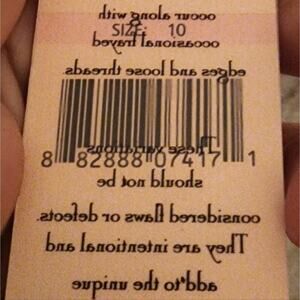 occur along with
SIZE: 10
occasional frayed
edges and loose threads.
These variations
8 82888 07417 1
should not be
considered flaws or defects.
They are intentional and
add to the unique